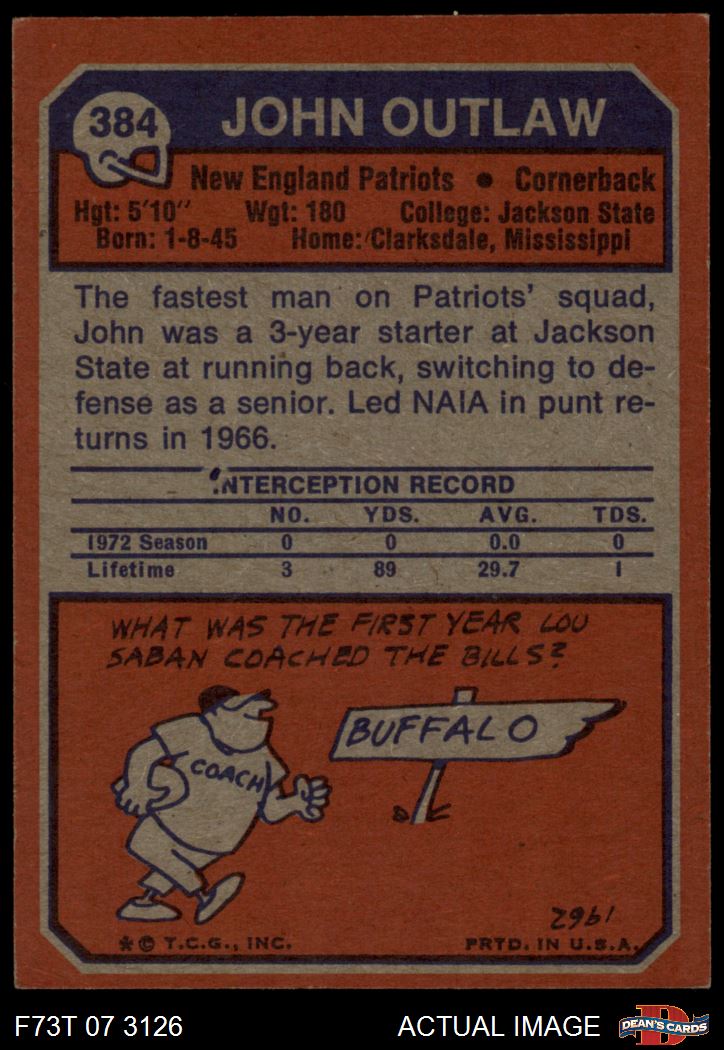 384
JOHN OUTLAW
New England Patriots • Cornerback
Hgt: 5'10" Wgt: 180 College: Jackson State
Born: 1-8-45 Home: Clarksdale, Mississippi
The fastest man on Patriots' squad,
John was a 3-year starter at Jackson
State at running back, switching to de-
fense as a senior. Led NAIA in punt re-
turns in 1966.
INTERCEPTION RECORD
NO. YDS. AVG. TDS.
1972 Season 0 0 0.0 0
Lifetime 3 89 29.7 1
WHAT WAS THE FIRST YEAR LOU
SABAN COACHED THE BILLS?
BUFFALO
COACH
1962
* © T.C.G., INC. PRTD. IN U.S.A.
F73T 07 3126 ACTUAL IMAGE
D
DEAN'S CARDS